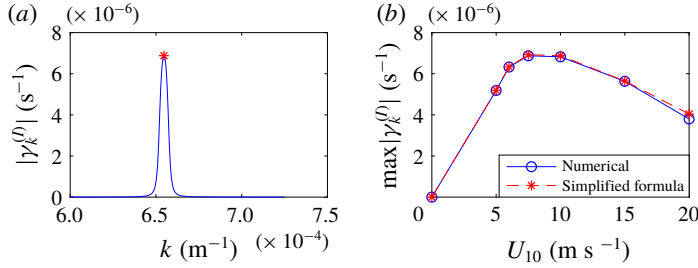 (a)
(× 10⁻⁶)
8
6
4
2
0
|γₖ⁽ᴵ⁾| (s⁻¹)
6.0 6.5 7.0 7.5
k (m⁻¹)
(× 10⁻⁴)
(b)
(× 10⁻⁶)
8
6
4
2
0
max|γₖ⁽ᴵ⁾| (s⁻¹)
Numerical
Simplified formula
0 5 10 15 20
U₁₀ (m s⁻¹)